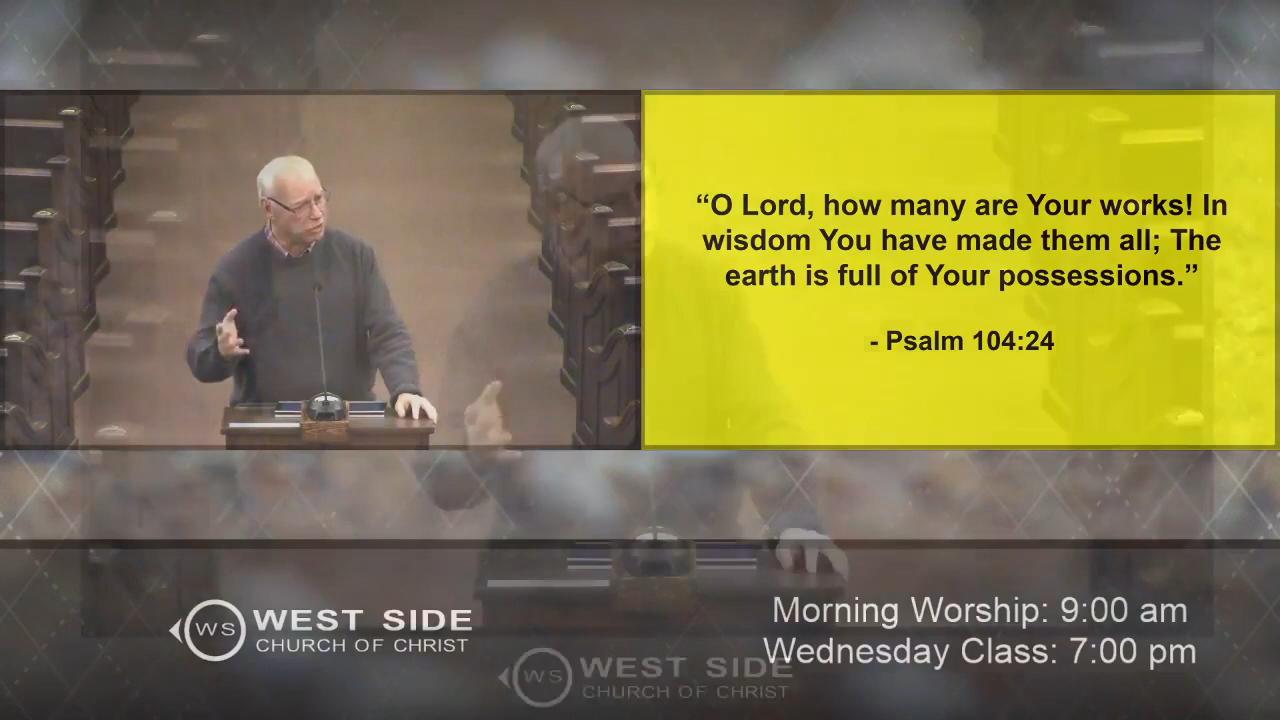 “O Lord, how many are Your works! In
wisdom You have made them all; The
earth is full of Your possessions.”
- Psalm 104:24
WS WEST SIDE
CHURCH OF CHRIST
Morning Worship: 9:00 am
Wednesday Class: 7:00 pm
WS WEST SIDE
CHURCH OF CHRIST